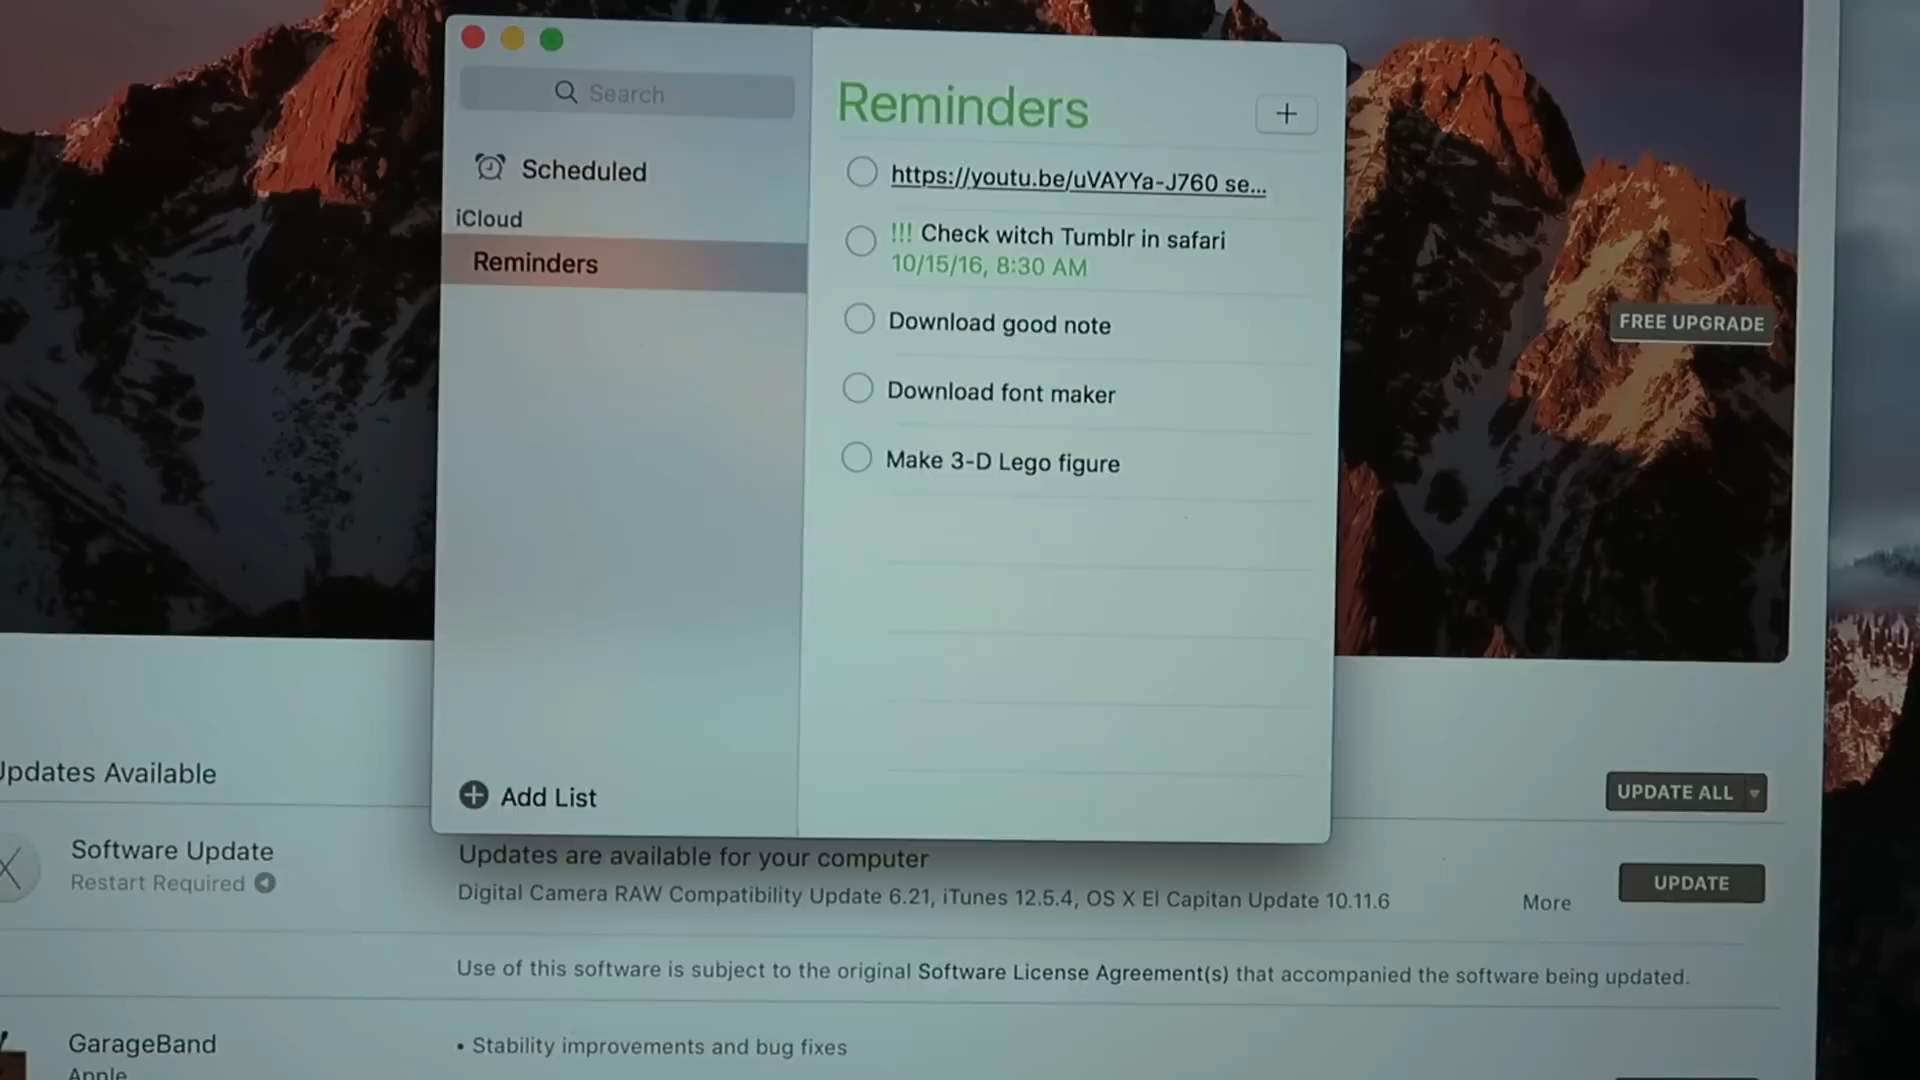 Search
Scheduled
iCloud
Reminders
Add List
Reminders
+
https://youtu.be/uVAYYa-J760 se...
!!! Check witch Tumblr in safari
10/15/16, 8:30 AM
Download good note
Download font maker
Make 3-D Lego figure
FREE UPGRADE
Updates Available
UPDATE ALL
Software Update
Restart Required
Updates are available for your computer
Digital Camera RAW Compatibility Update 6.21, iTunes 12.5.4, OS X El Capitan Update 10.11.6
More
UPDATE
Use of this software is subject to the original Software License Agreement(s) that accompanied the software being updated.
GarageBand
Apple
• Stability improvements and bug fixes